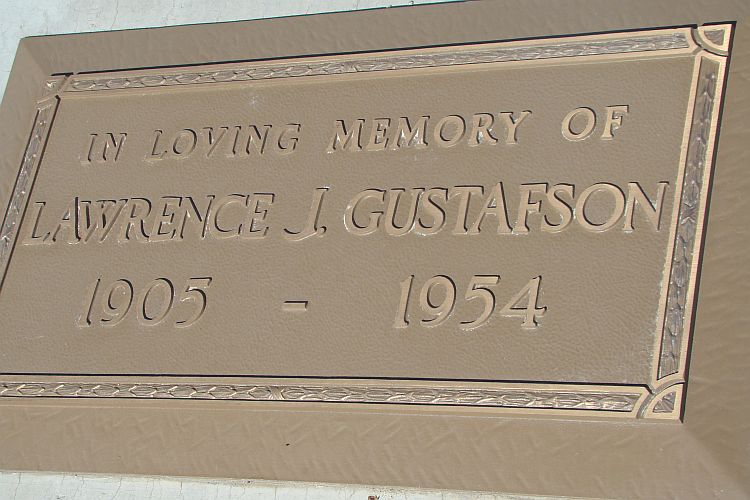 IN LOVING MEMORY OF
LAWRENCE J. GUSTAFSON
1905 - 1954